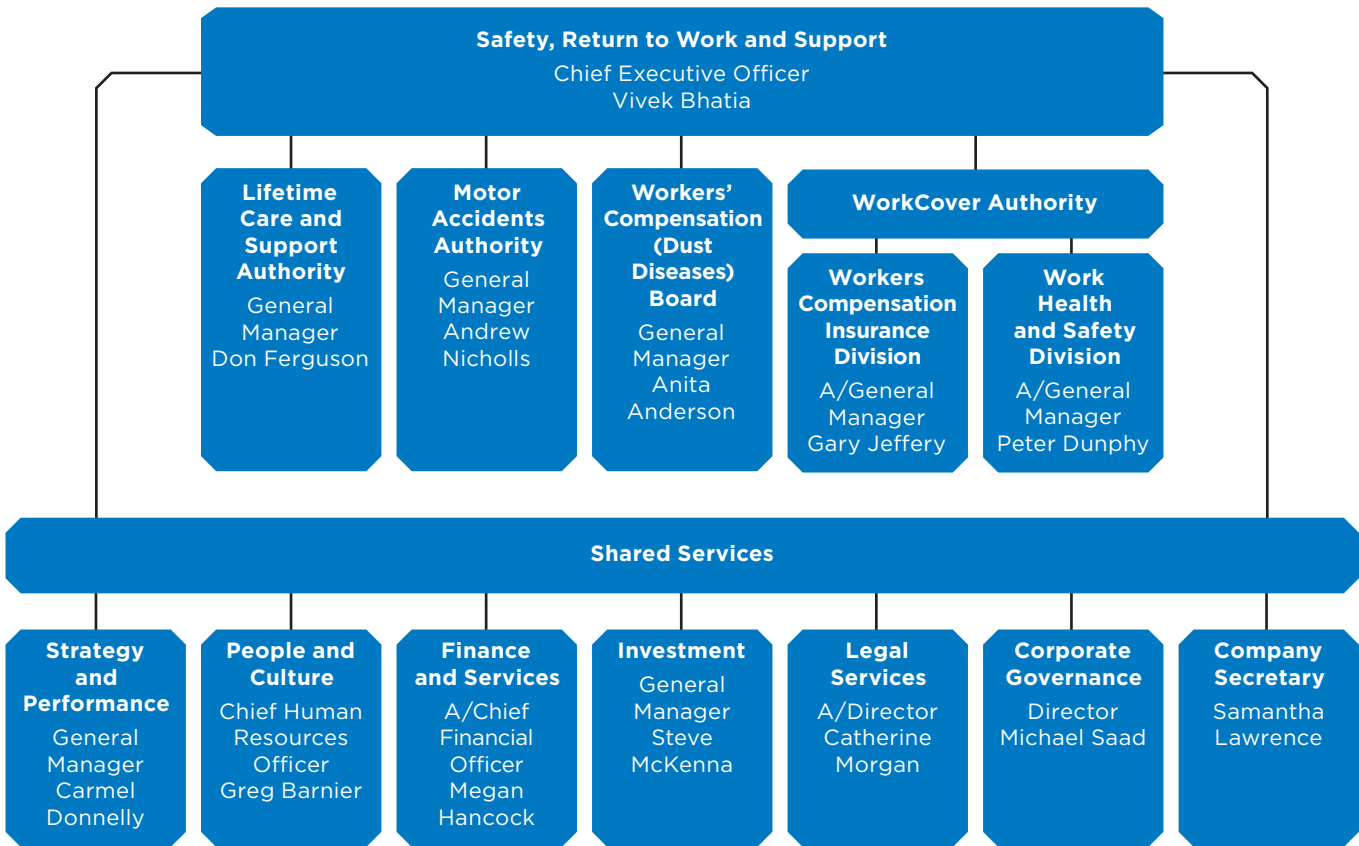 Safety, Return to Work and Support
Chief Executive Officer
Vivek Bhatia
Lifetime
Care and
Support
Authority
General
Manager
Don Ferguson
Motor
Accidents
Authority
General
Manager
Andrew
Nicholls
Workers’
Compensation
(Dust
Diseases)
Board
General
Manager
Anita
Anderson
WorkCover Authority
Workers
Compensation
Insurance
Division
A/General
Manager
Gary Jeffery
Work
Health
and Safety
Division
A/General
Manager
Peter Dunphy
Shared Services
Strategy
and
Performance
General
Manager
Carmel
Donnelly
People and
Culture
Chief Human
Resources
Officer
Greg Barnier
Finance
and Services
A/Chief
Financial
Officer
Megan
Hancock
Investment
General
Manager
Steve
McKenna
Legal
Services
A/Director
Catherine
Morgan
Corporate
Governance
Director
Michael Saad
Company
Secretary
Samantha
Lawrence